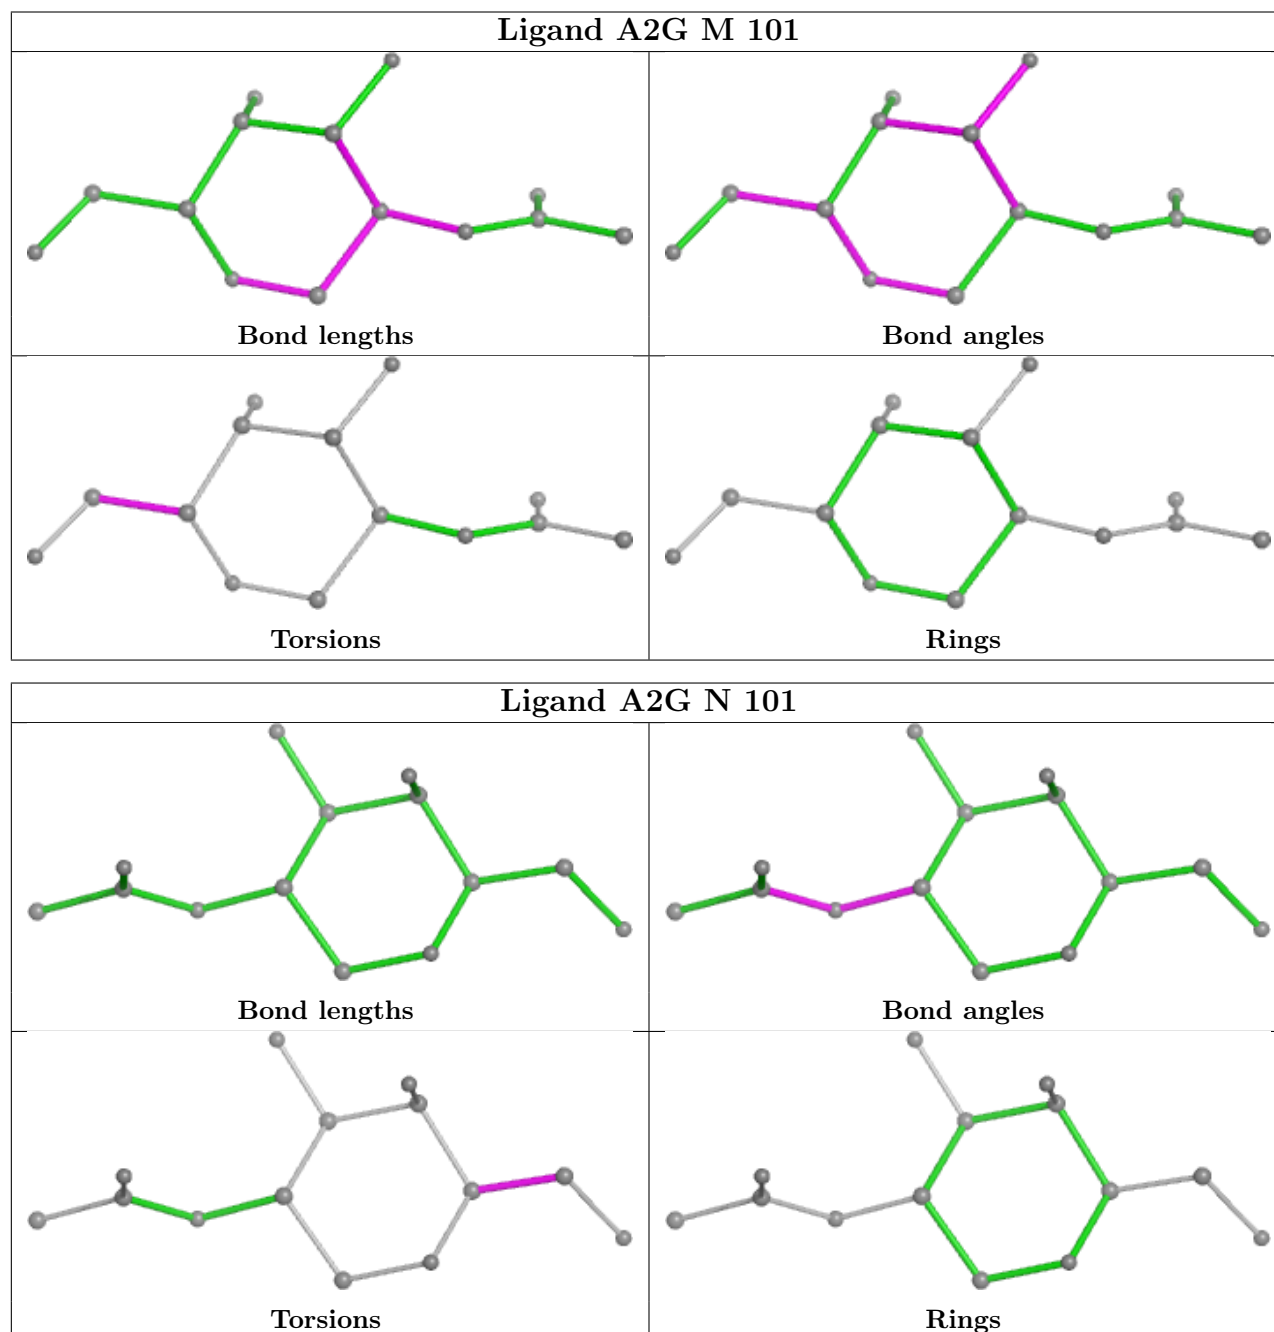 Ligand A2G M 101
Bond lengths
Bond angles
Torsions
Rings
Ligand A2G N 101
Bond lengths
Bond angles
Torsions
Rings